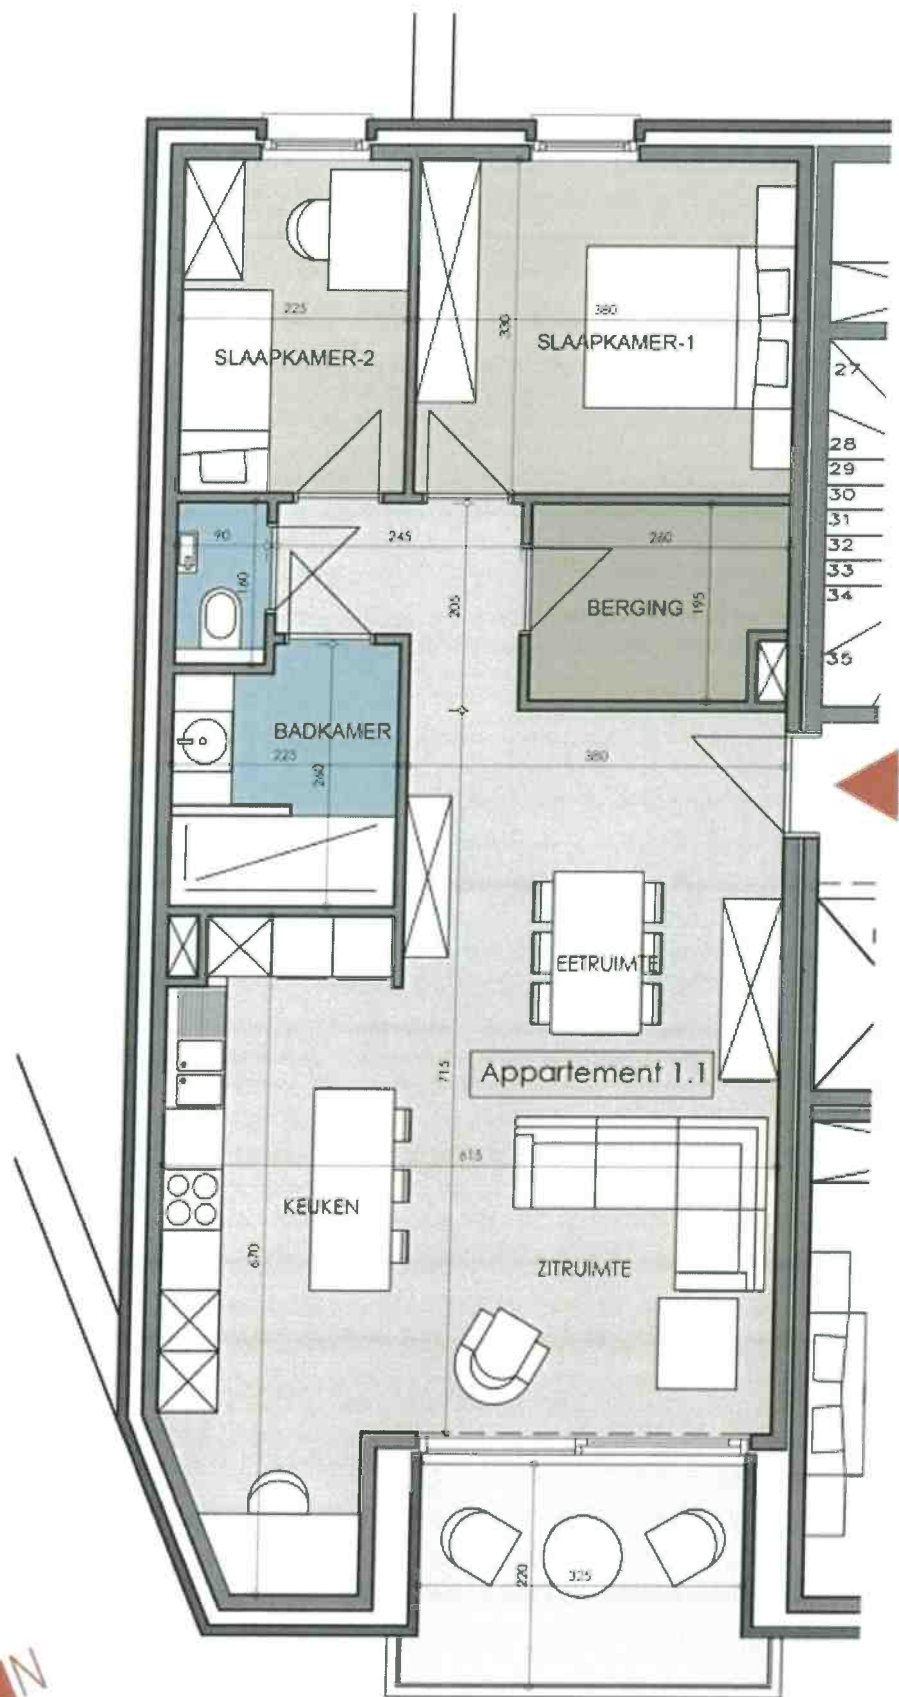 225
380
330
SLAAPKAMER-2
SLAAPKAMER-1
27
28
29
30
31
32
33
34
35
90
245
260
160
205
195
BERGING
BADKAMER
225
260
380
EETRUIMTE
715
Appartement 1.1
615
KEUKEN
670
ZITRUIMTE
220
325
N